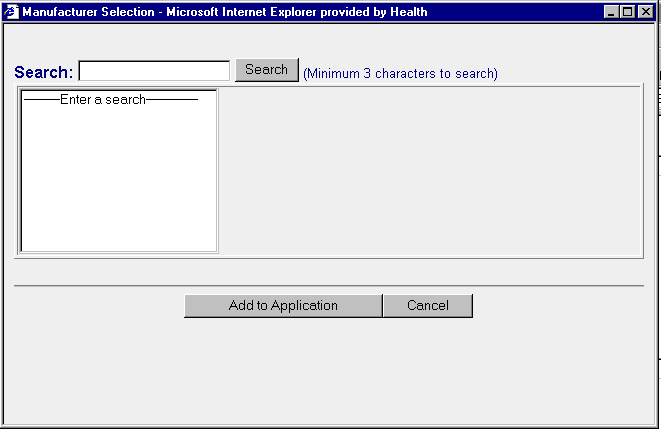 Manufacturer Selection - Microsoft Internet Explorer provided by Health
Search: Search (Minimum 3 characters to search)
Enter a search
Add to Application Cancel